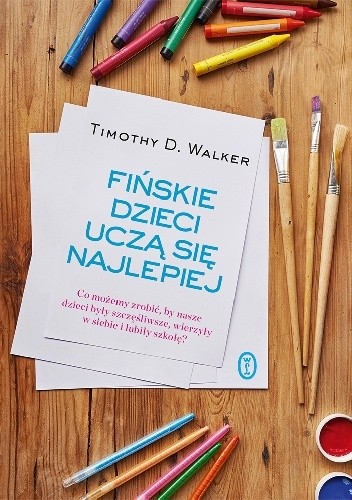 TIMOTHY D. WALKER
FIŃSKIE
DZIECI
UCZĄ SIĘ
NAJLEPIEJ
Co możemy zrobić, by nasze
dzieci były szczęśliwsze, wierzyły
w siebie i lubiły szkołę?